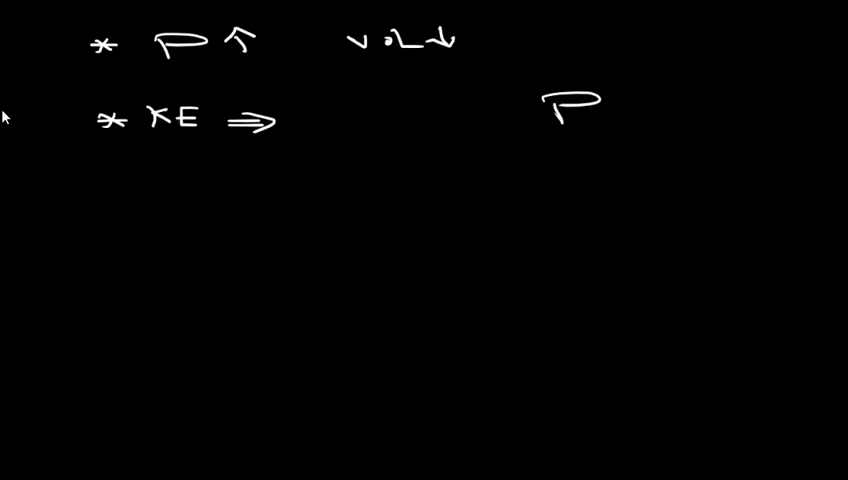 * P ↑ vol ↓
* KE ⇒ P